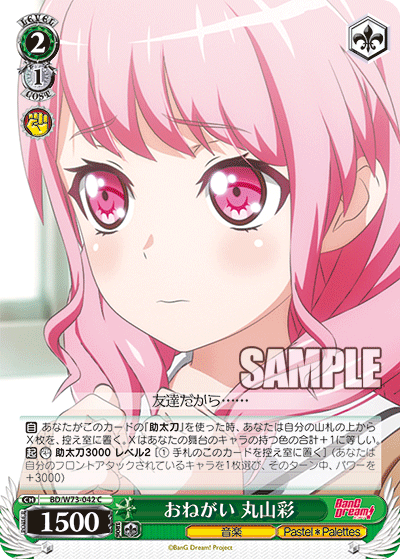 LEVEL
2
1
COST
SAMPLE
友達だから……
自 あなたがこのカードの「助太刀」を使った時、あなたは自分の山札の上から
X枚を、控え室に置く。Xはあなたの舞台のキャラの持つ色の合計+1に等しい。
起 助太刀3000 レベル2 [① 手札のこのカードを控え室に置く] (あなたは
自分のフロントアタックされているキャラを1枚選び、そのターン中、パワーを
+3000)
CH BD/W73-042 C
1500
おねがい 丸山彩
BanG Dream!
音楽
Pastel*Palettes
©BanG Dream! Project